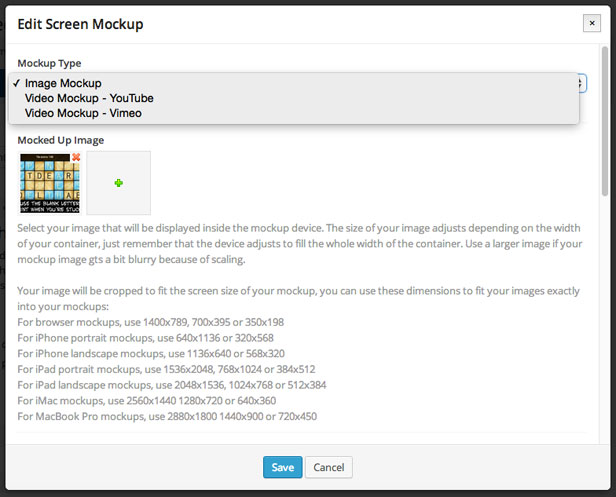 Edit Screen Mockup
×
Mockup Type
✓ Image Mockup
Video Mockup - YouTube
Video Mockup - Vimeo
Mocked Up Image
TDER
OL AE
USE THE BLANK LETTER
INT WHEN YOU'RE STUC
Select your image that will be displayed inside the mockup device. The size of your image adjusts depending on the width
of your container, just remember that the device adjusts to fill the whole width of the container. Use a larger image if your
mockup image gts a bit blurry because of scaling.
Your image will be cropped to fit the screen size of your mockup, you can use these dimensions to fit your images exactly
into your mockups:
For browser mockups, use 1400x789, 700x395 or 350x198
For iPhone portrait mockups, use 640x1136 or 320x568
For iPhone landscape mockups, use 1136x640 or 568x320
For iPad portrait mockups, use 1536x2048, 768x1024 or 384x512
For iPad landscape mockups, use 2048x1536, 1024x768 or 512x384
For iMac mockups, use 2560x1440 1280x720 or 640x360
For MacBook Pro mockups, use 2880x1800 1440x900 or 720x450
Save Cancel